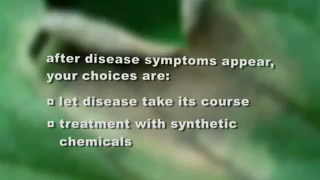 after disease symptoms appear,
your choices are:
¤ let disease take its course
¤ treatment with synthetic
chemicals